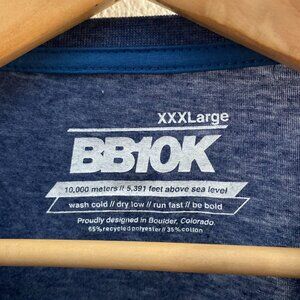 XXXLarge
BB10K
10,000 meters // 5,391 feet above sea level
wash cold // dry low // run fast // be bold
Proudly designed in Boulder, Colorado.
65% recycled polyester // 35% cotton